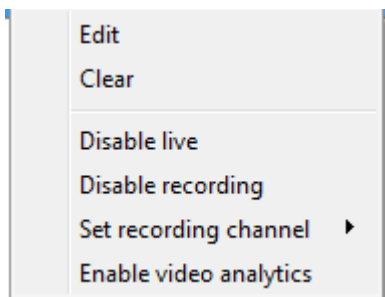 Edit
Clear
Disable live
Disable recording
Set recording channel
Enable video analytics